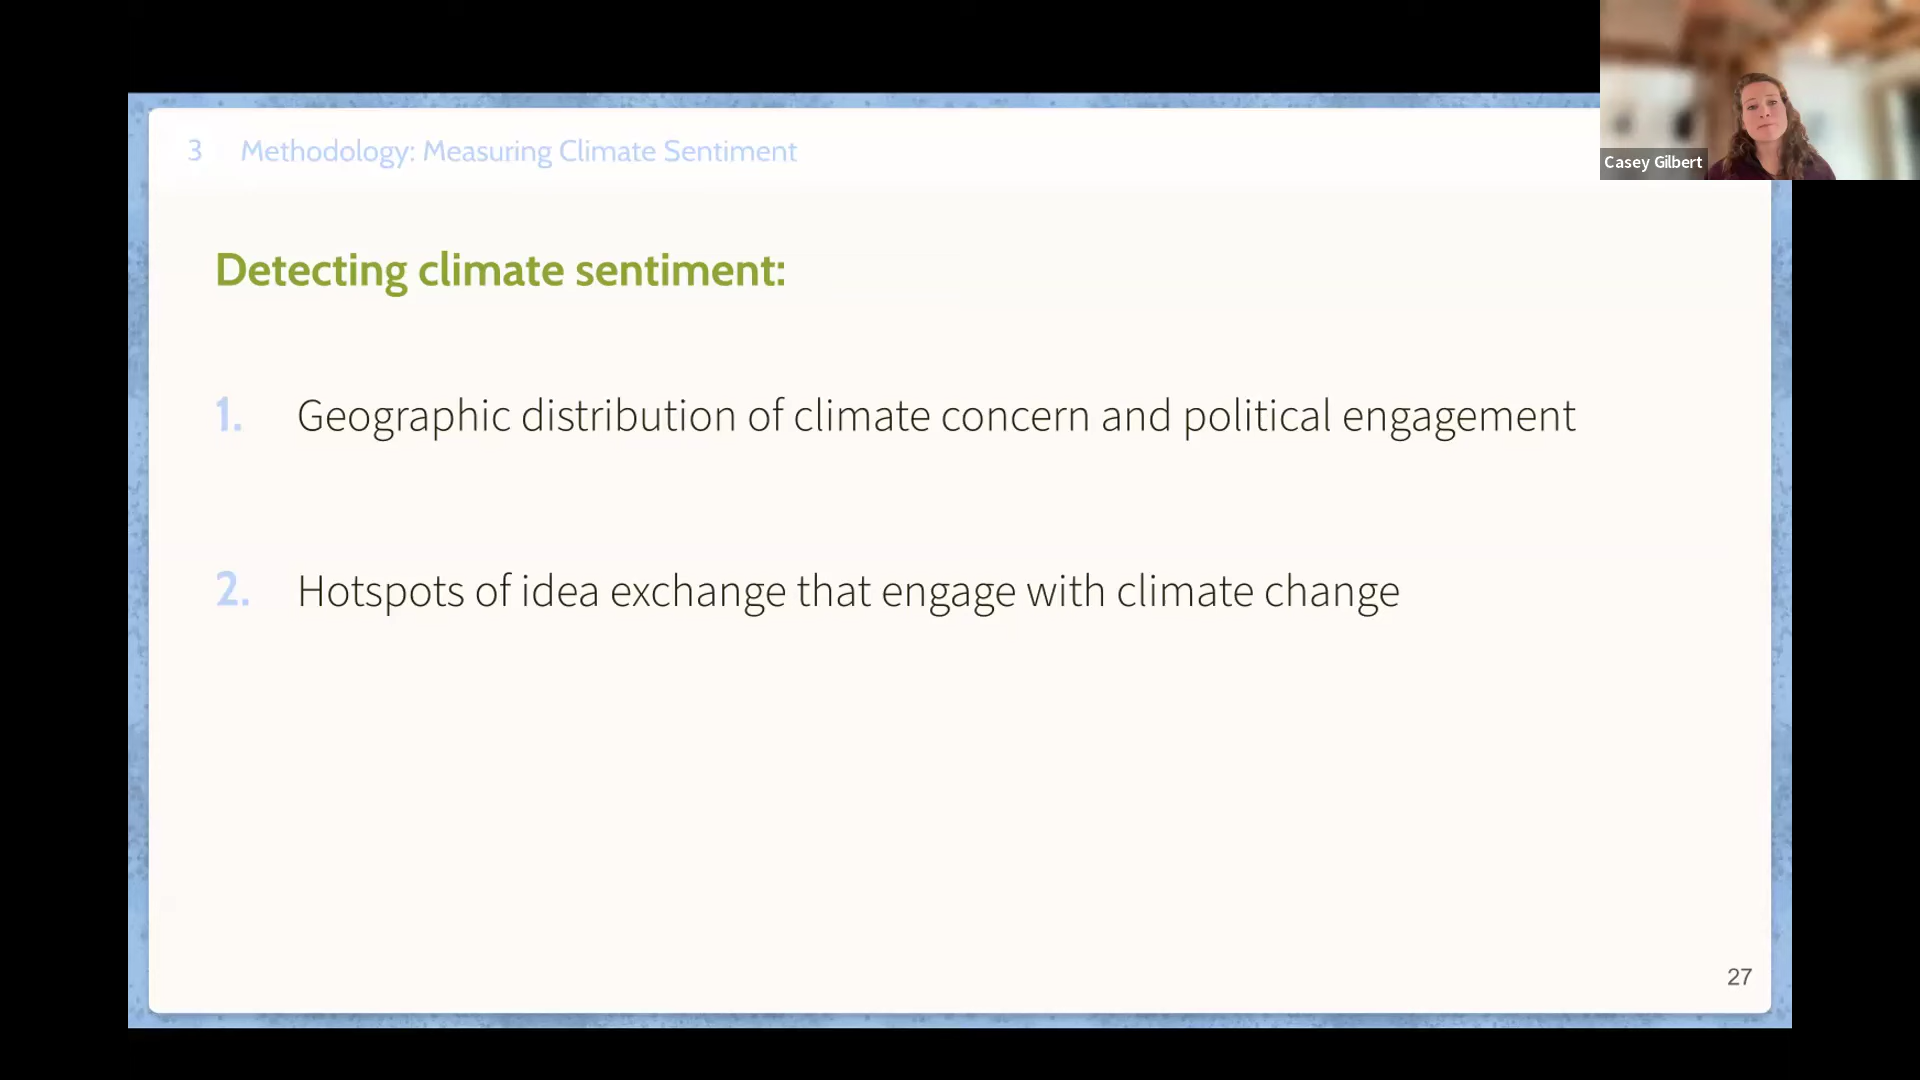 3 Methodology: Measuring Climate Sentiment
Casey Gilbert
Detecting climate sentiment:
1. Geographic distribution of climate concern and political engagement
2. Hotspots of idea exchange that engage with climate change
27